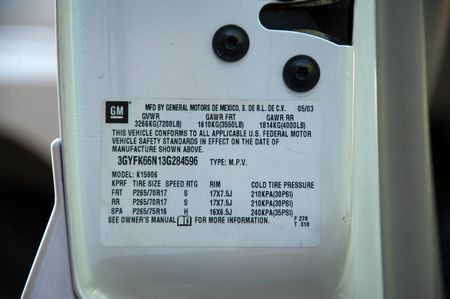 GM
MFD BY GENERAL MOTORS DE MEXICO, S. DE R.L. DE C.V. 05/03
GVWR GAWR FRT GAWR RR
3266KG(7200LB) 1610KG(3550LB) 1814KG(4000LB)
THIS VEHICLE CONFORMS TO ALL APPLICABLE U.S. FEDERAL MOTOR
VEHICLE SAFETY STANDARDS IN EFFECT ON THE DATE OF
MANUFACTURE SHOWN ABOVE.
3GYFK66N13G284596 TYPE: M.P.V.
MODEL: K15906
KPRF TIRE SIZE SPEED RTG RIM COLD TIRE PRESSURE
FRT P265/70R17 S 17X7.5J 210KPA(30PSI)
RR P265/70R17 S 17X7.5J 210KPA(30PSI)
SPA P265/75R16 H 16X6.5J 240KPA(35PSI)
SEE OWNER'S MANUAL FOR MORE INFORMATION. F 270
T 310